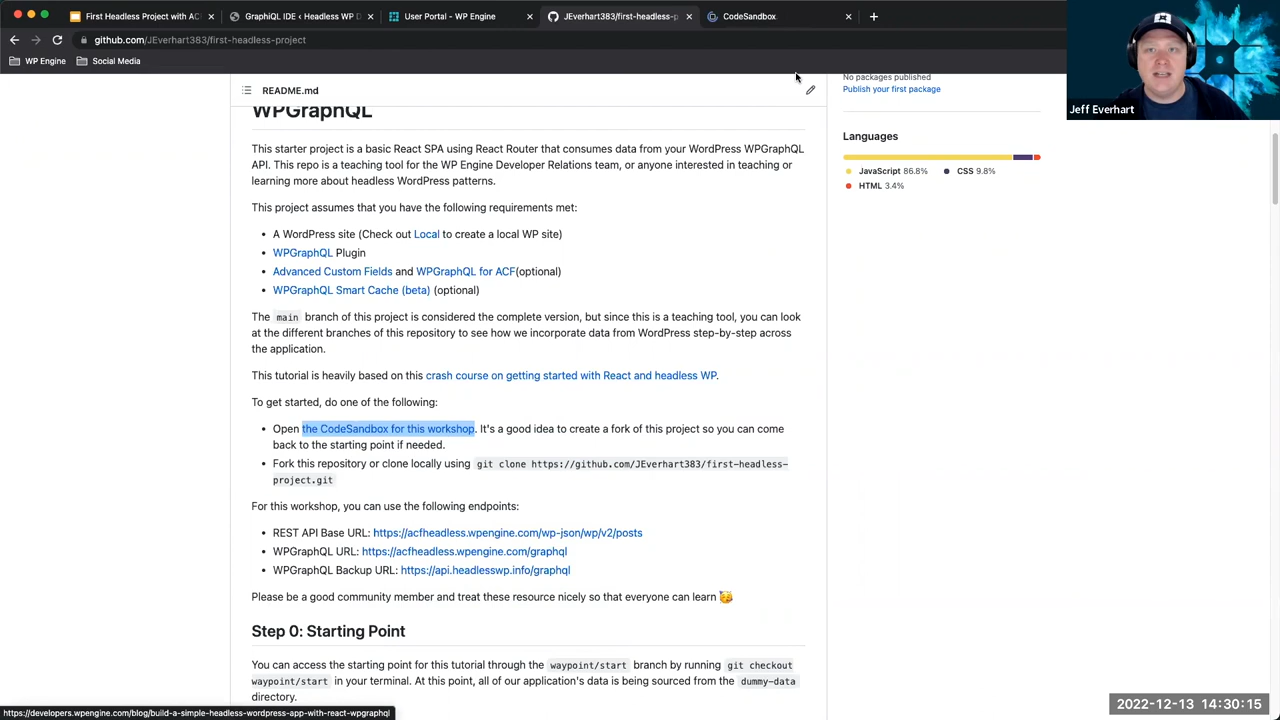 First Headless Project with AC
GraphiQL IDE ‹ Headless WP D
User Portal - WP Engine
JEverhart383/first-headless-p
CodeSandbox
github.com/JEverhart383/first-headless-project
WP Engine
Social Media
Jeff Everhart
README.md
WPGraphQL
This starter project is a basic React SPA using React Router that consumes data from your WordPress WPGraphQL
API. This repo is a teaching tool for the WP Engine Developer Relations team, or anyone interested in teaching or
learning more about headless WordPress patterns.
This project assumes that you have the following requirements met:
• A WordPress site (Check out Local to create a local WP site)
• WPGraphQL Plugin
• Advanced Custom Fields and WPGraphQL for ACF(optional)
• WPGraphQL Smart Cache (beta) (optional)
The main branch of this project is considered the complete version, but since this is a teaching tool, you can look
at the different branches of this repository to see how we incorporate data from WordPress step-by-step across
the application.
This tutorial is heavily based on this crash course on getting started with React and headless WP.
To get started, do one of the following:
• Open the CodeSandbox for this workshop. It's a good idea to create a fork of this project so you can come
back to the starting point if needed.
• Fork this repository or clone locally using git clone https://github.com/JEverhart383/first-headless-
project.git
For this workshop, you can use the following endpoints:
• REST API Base URL: https://acfheadless.wpengine.com/wp-json/wp/v2/posts
• WPGraphQL URL: https://acfheadless.wpengine.com/graphql
• WPGraphQL Backup URL: https://api.headlesswp.info/graphql
Please be a good community member and treat these resource nicely so that everyone can learn 🥳
Step 0: Starting Point
You can access the starting point for this tutorial through the waypoint/start branch by running git checkout
waypoint/start in your terminal. At this point, all of our application's data is being sourced from the dummy-data
directory.
No packages published
Publish your first package
Languages
JavaScript 86.8%
CSS 9.8%
HTML 3.4%
https://developers.wpengine.com/blog/build-a-simple-headless-wordpress-app-with-react-wpgraphql
2022-12-13 14:30:15